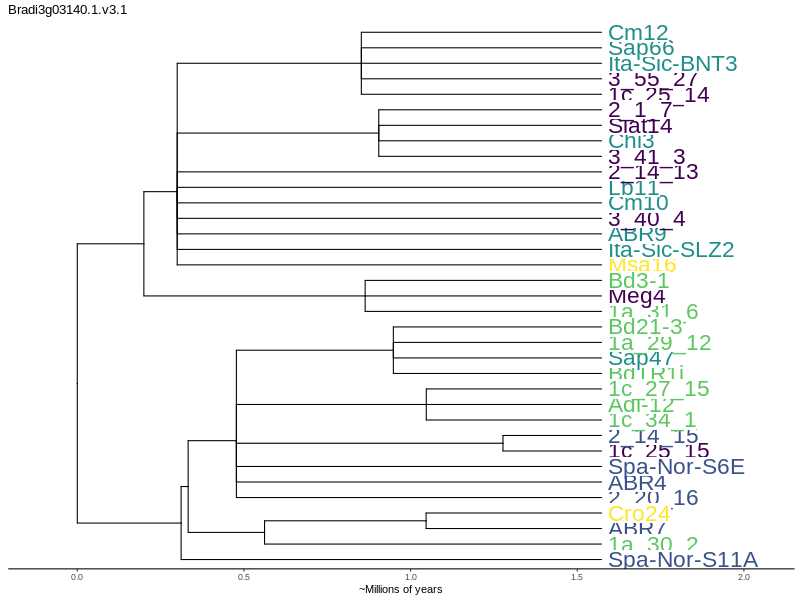 Bradi3g03140.1.v3.1
Cm12
Sap66
Ita-Sic-BNT3
3_55_27
1c_25_14
2_1_7
Stat14
Chi3
3_41_3
2_14_13
Lb11
Cm10
3_40_4
ABR9
Ita-Sic-SLZ2
Msa16
Bd3-1
Meg4
1a_31_6
Bd21-3
1a_29_12
Sap47
BdTR1i
1c_27_15
Adi-12
1c_34_1
2_14_15
1c_25_15
Spa-Nor-S6E
ABR4
2_20_16
Cro24
ABR7
1a_30_2
Spa-Nor-S11A
0.0 0.5 1.0 1.5 2.0
~Millions of years